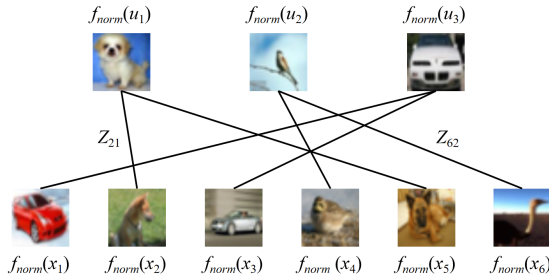 f_norm(u_1) f_norm(u_2) f_norm(u_3)
Z_21 Z_62
f_norm(x_1) f_norm(x_2) f_norm(x_3) f_norm (x_4) f_norm(x_5) f_norm(x_6)